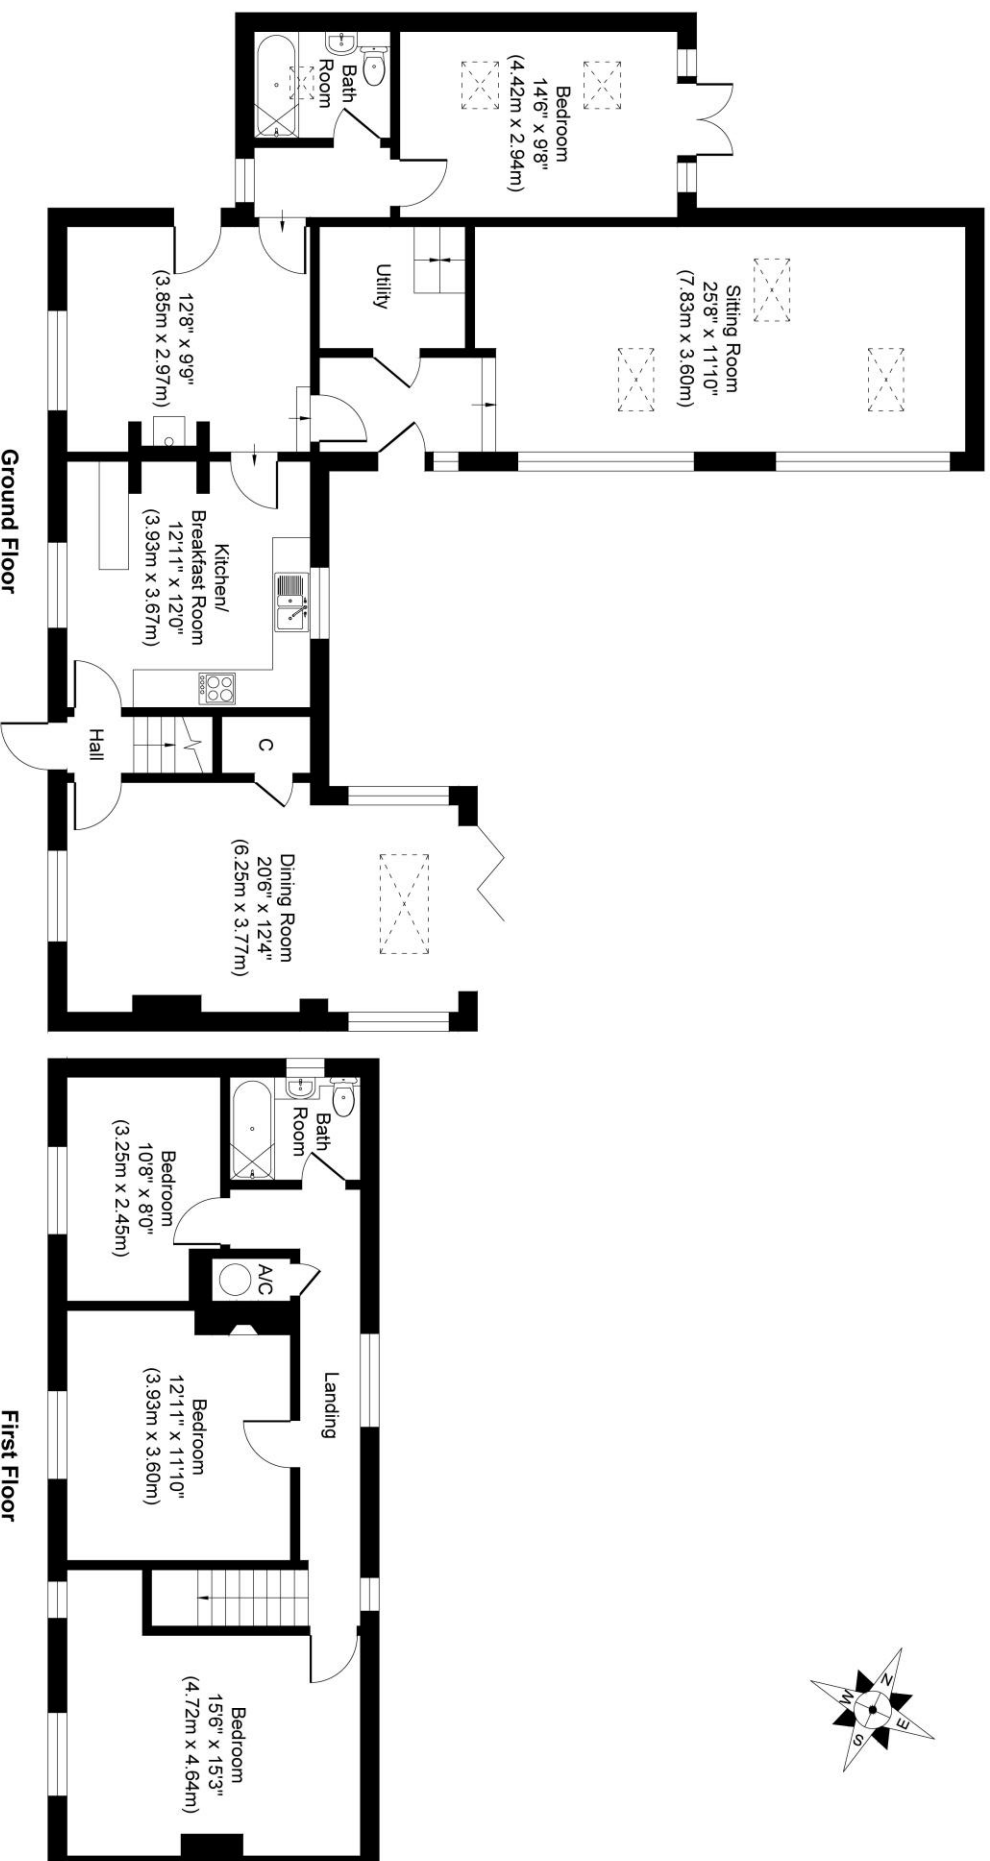 Bedroom
14'6" x 9'8"
(4.42m x 2.94m)
Bath
Room
Sitting Room
25'8" x 11'10"
(7.83m x 3.60m)
Utility
12'8" x 9'9"
(3.85m x 2.97m)
Kitchen/
Breakfast Room
12'11" x 12'0"
(3.93m x 3.67m)
Hall
C
Dining Room
20'6" x 12'4"
(6.25m x 3.77m)
Ground Floor
Bath
Room
Bedroom
10'8" x 8'0"
(3.25m x 2.45m)
A/C
Landing
Bedroom
12'11" x 11'10"
(3.93m x 3.60m)
Bedroom
15'6" x 15'3"
(4.72m x 4.64m)
First Floor
N
E
S
W